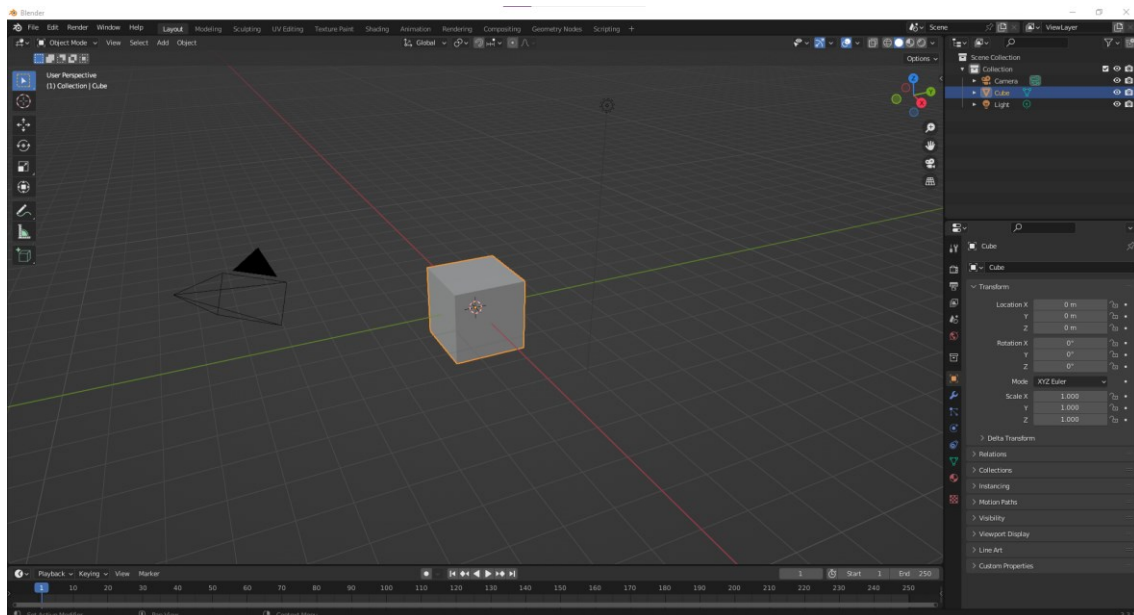 Blender
File Edit Render Window Help Layout Modeling Sculpting UV Editing Texture Paint Shading Animation Rendering Compositing Geometry Nodes Scripting + Scene ViewLayer
Object Mode View Select Add Object Global
Options
User Perspective
(1) Collection | Cube
Z
Y
X
Scene Collection
Collection
Camera
Cube
Light
Cube
Cube
Transform
Location X 0 m
Y 0 m
Z 0 m
Rotation X 0°
Y 0°
Z 0°
Mode XYZ Euler
Scale X 1.000
Y 1.000
Z 1.000
Delta Transform
Relations
Collections
Instancing
Motion Paths
Visibility
Viewport Display
Line Art
Custom Properties
Playback Keying View Marker 1 Start 1 End 250
1 10 20 30 40 50 60 70 80 90 100 110 120 130 140 150 160 170 180 190 200 210 220 230 240 250